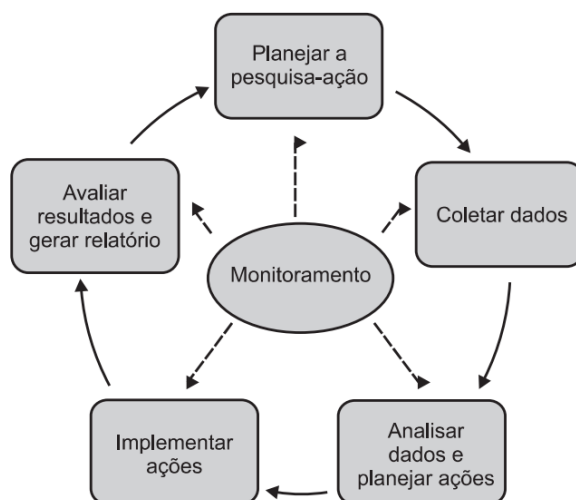 Planejar a
pesquisa-ação
Coletar dados
Analisar
dados e
planejar ações
Implementar
ações
Avaliar
resultados e
gerar relatório
Monitoramento